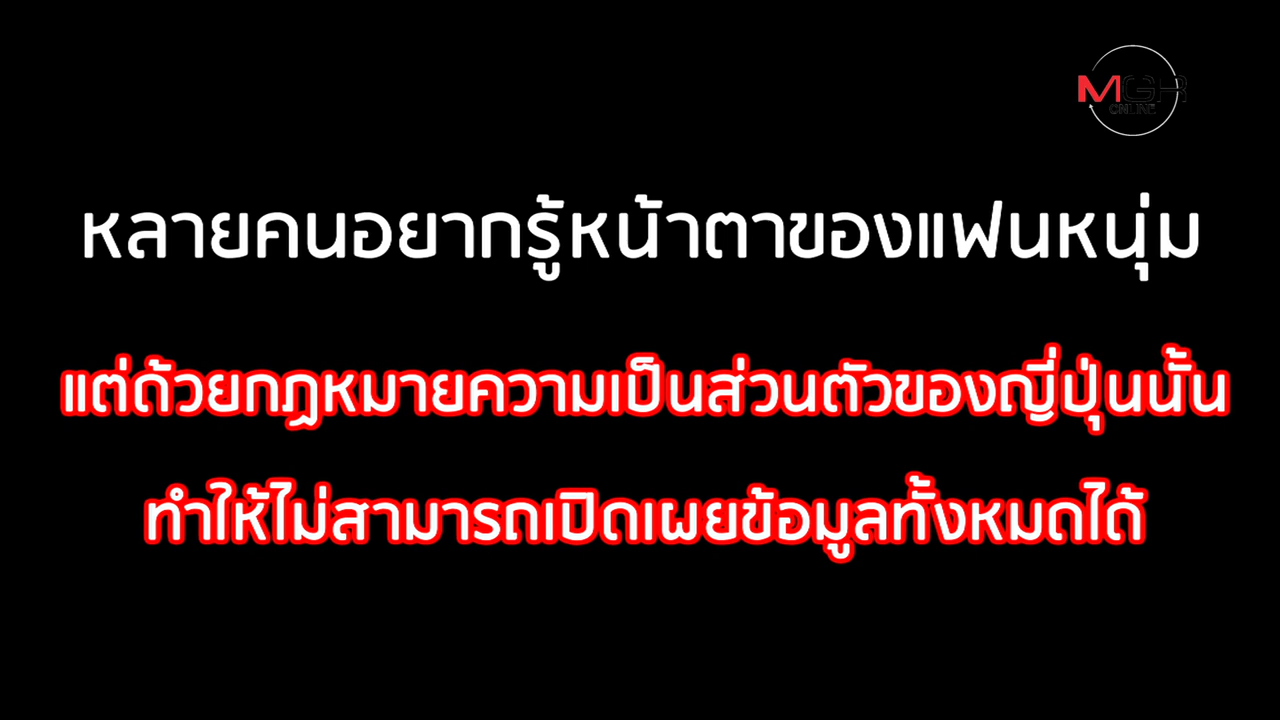 MGR
ONLINE
หลายคนอยากรู้หน้าตาของแฟนหนุ่ม
แต่ด้วยกฎหมายความเป็นส่วนตัวของญี่ปุ่นนั้น
ทำให้ไม่สามารถเปิดเผยข้อมูลทั้งหมดได้